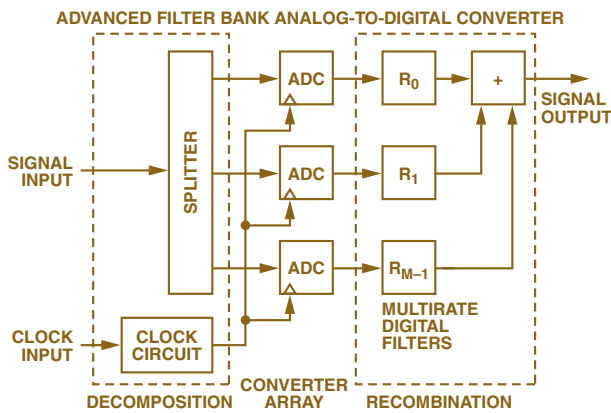 ADVANCED FILTER BANK ANALOG-TO-DIGITAL CONVERTER
SIGNAL
INPUT
SPLITTER
ADC
R0
+
SIGNAL
OUTPUT
ADC
R1
ADC
RM–1
MULTIRATE
DIGITAL
FILTERS
CLOCK
INPUT
CLOCK
CIRCUIT
DECOMPOSITION
CONVERTER
ARRAY
RECOMBINATION